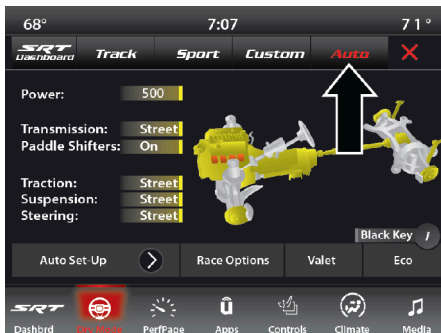 68° 7:07 71°
SRT Dashboard Track Sport Custom Auto
Power: 500
Transmission: Street
Paddle Shifters: On
Traction: Street
Suspension: Street
Steering: Street
Black Key i
Auto Set-Up Race Options Valet Eco
SRT
Dashbrd Drv Mode PerfPage Apps Controls Climate Media